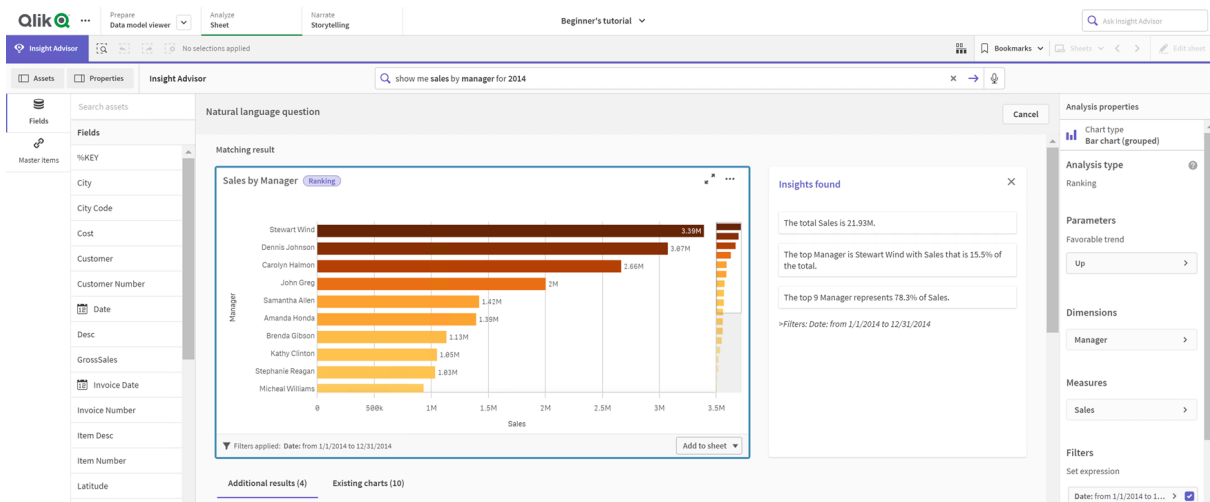 Qlik
Prepare
Data model viewer
Analyze
Sheet
Narrate
Storytelling
Beginner's tutorial
Ask Insight Advisor
Insight Advisor
No selections applied
Bookmarks
Sheets
Edit sheet
Assets
Properties
Insight Advisor
show me sales by manager for 2014
Fields
Master items
Search assets
Fields
%KEY
City
City Code
Cost
Customer
Customer Number
Date
Desc
GrossSales
Invoice Date
Invoice Number
Item Desc
Item Number
Latitude
Natural language question
Cancel
Matching result
Sales by Manager Ranking
Manager
Stewart Wind 3.39M
Dennis Johnson 3.07M
Carolyn Halmon 2.66M
John Greg 2M
Samantha Allen 1.42M
Amanda Honda 1.39M
Brenda Gibson 1.13M
Kathy Clinton 1.05M
Stephanie Reagan 1.03M
Micheal Williams
0 500k 1M 1.5M 2M 2.5M 3M 3.5M
Sales
Filters applied: Date: from 1/1/2014 to 12/31/2014
Add to sheet
Insights found
The total Sales is 21.93M.
The top Manager is Stewart Wind with Sales that is 15.5% of
the total.
The top 9 Manager represents 78.3% of Sales.
>Filters: Date: from 1/1/2014 to 12/31/2014
Additional results (4)
Existing charts (10)
Analysis properties
Chart type
Bar chart (grouped)
Analysis type
Ranking
Parameters
Favorable trend
Up
Dimensions
Manager
Measures
Sales
Filters
Set expression
Date: from 1/1/2014 to 1...